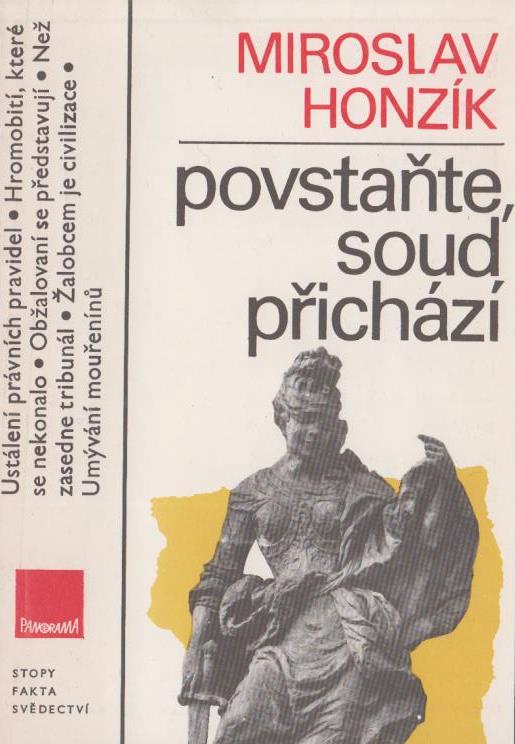 MIROSLAV
HONZÍK
povstaňte,
soud
přichází
Ustálení právních pravidel • Hromobití, které
se nekonalo • Obžalovaní se představují • Než
zasedne tribunál • Žalobcem je civilizace •
Umývání mouřenínů
PANORAMA
STOPY
FAKTA
SVĚDECTVÍ